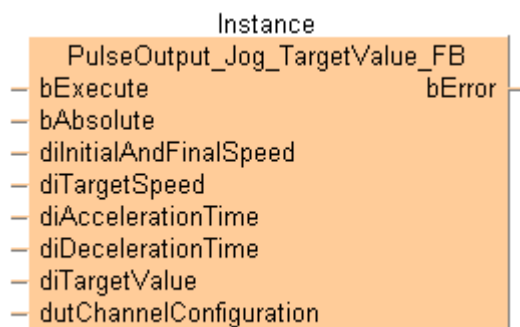 Instance
PulseOutput_Jog_TargetValue_FB
bExecute bError
bAbsolute
diInitialAndFinalSpeed
diTargetSpeed
diAccelerationTime
diDecelerationTime
diTargetValue
dutChannelConfiguration